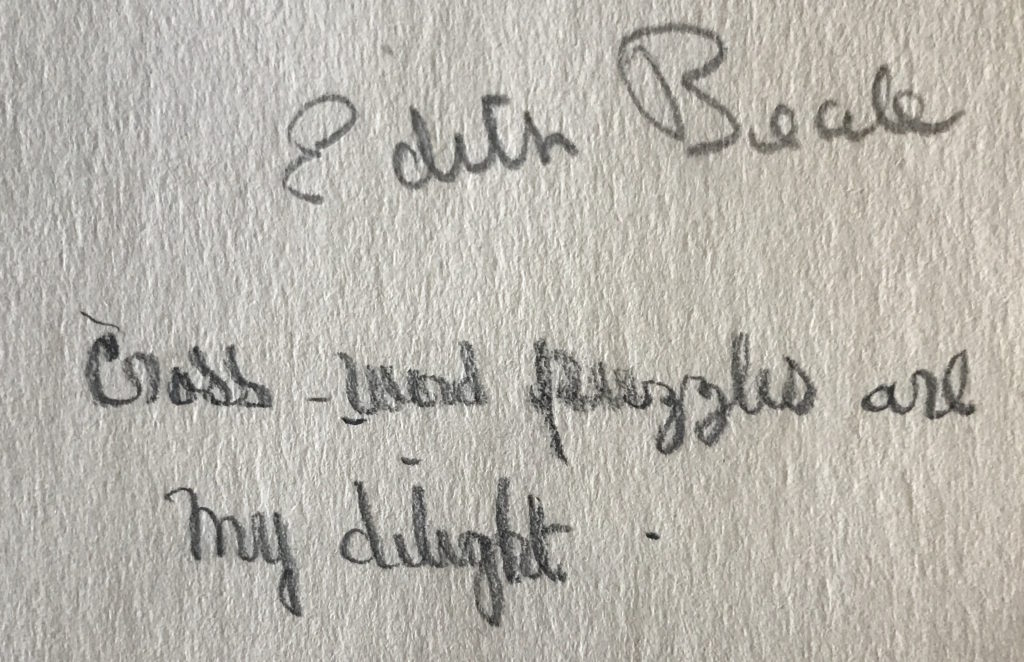 Edith Beale
Cross-word puzzles are
my delight.